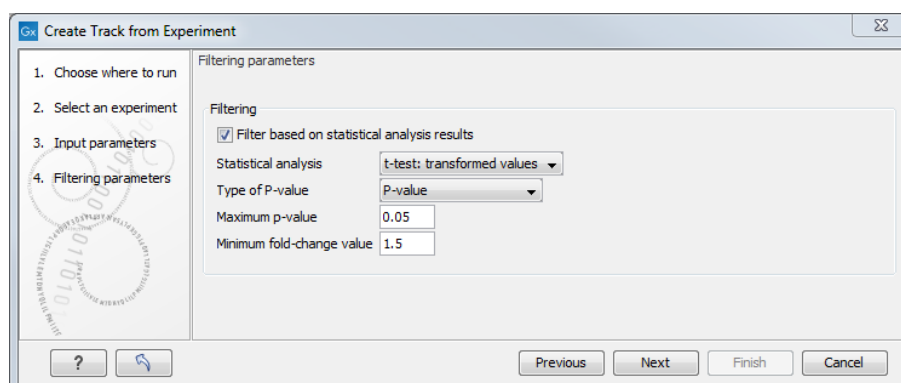 Gx Create Track from Experiment
1. Choose where to run
2. Select an experiment
3. Input parameters
4. Filtering parameters
Filtering parameters
Filtering
Filter based on statistical analysis results
Statistical analysis t-test: transformed values
Type of P-value P-value
Maximum p-value 0.05
Minimum fold-change value 1.5
? Previous Next Finish Cancel